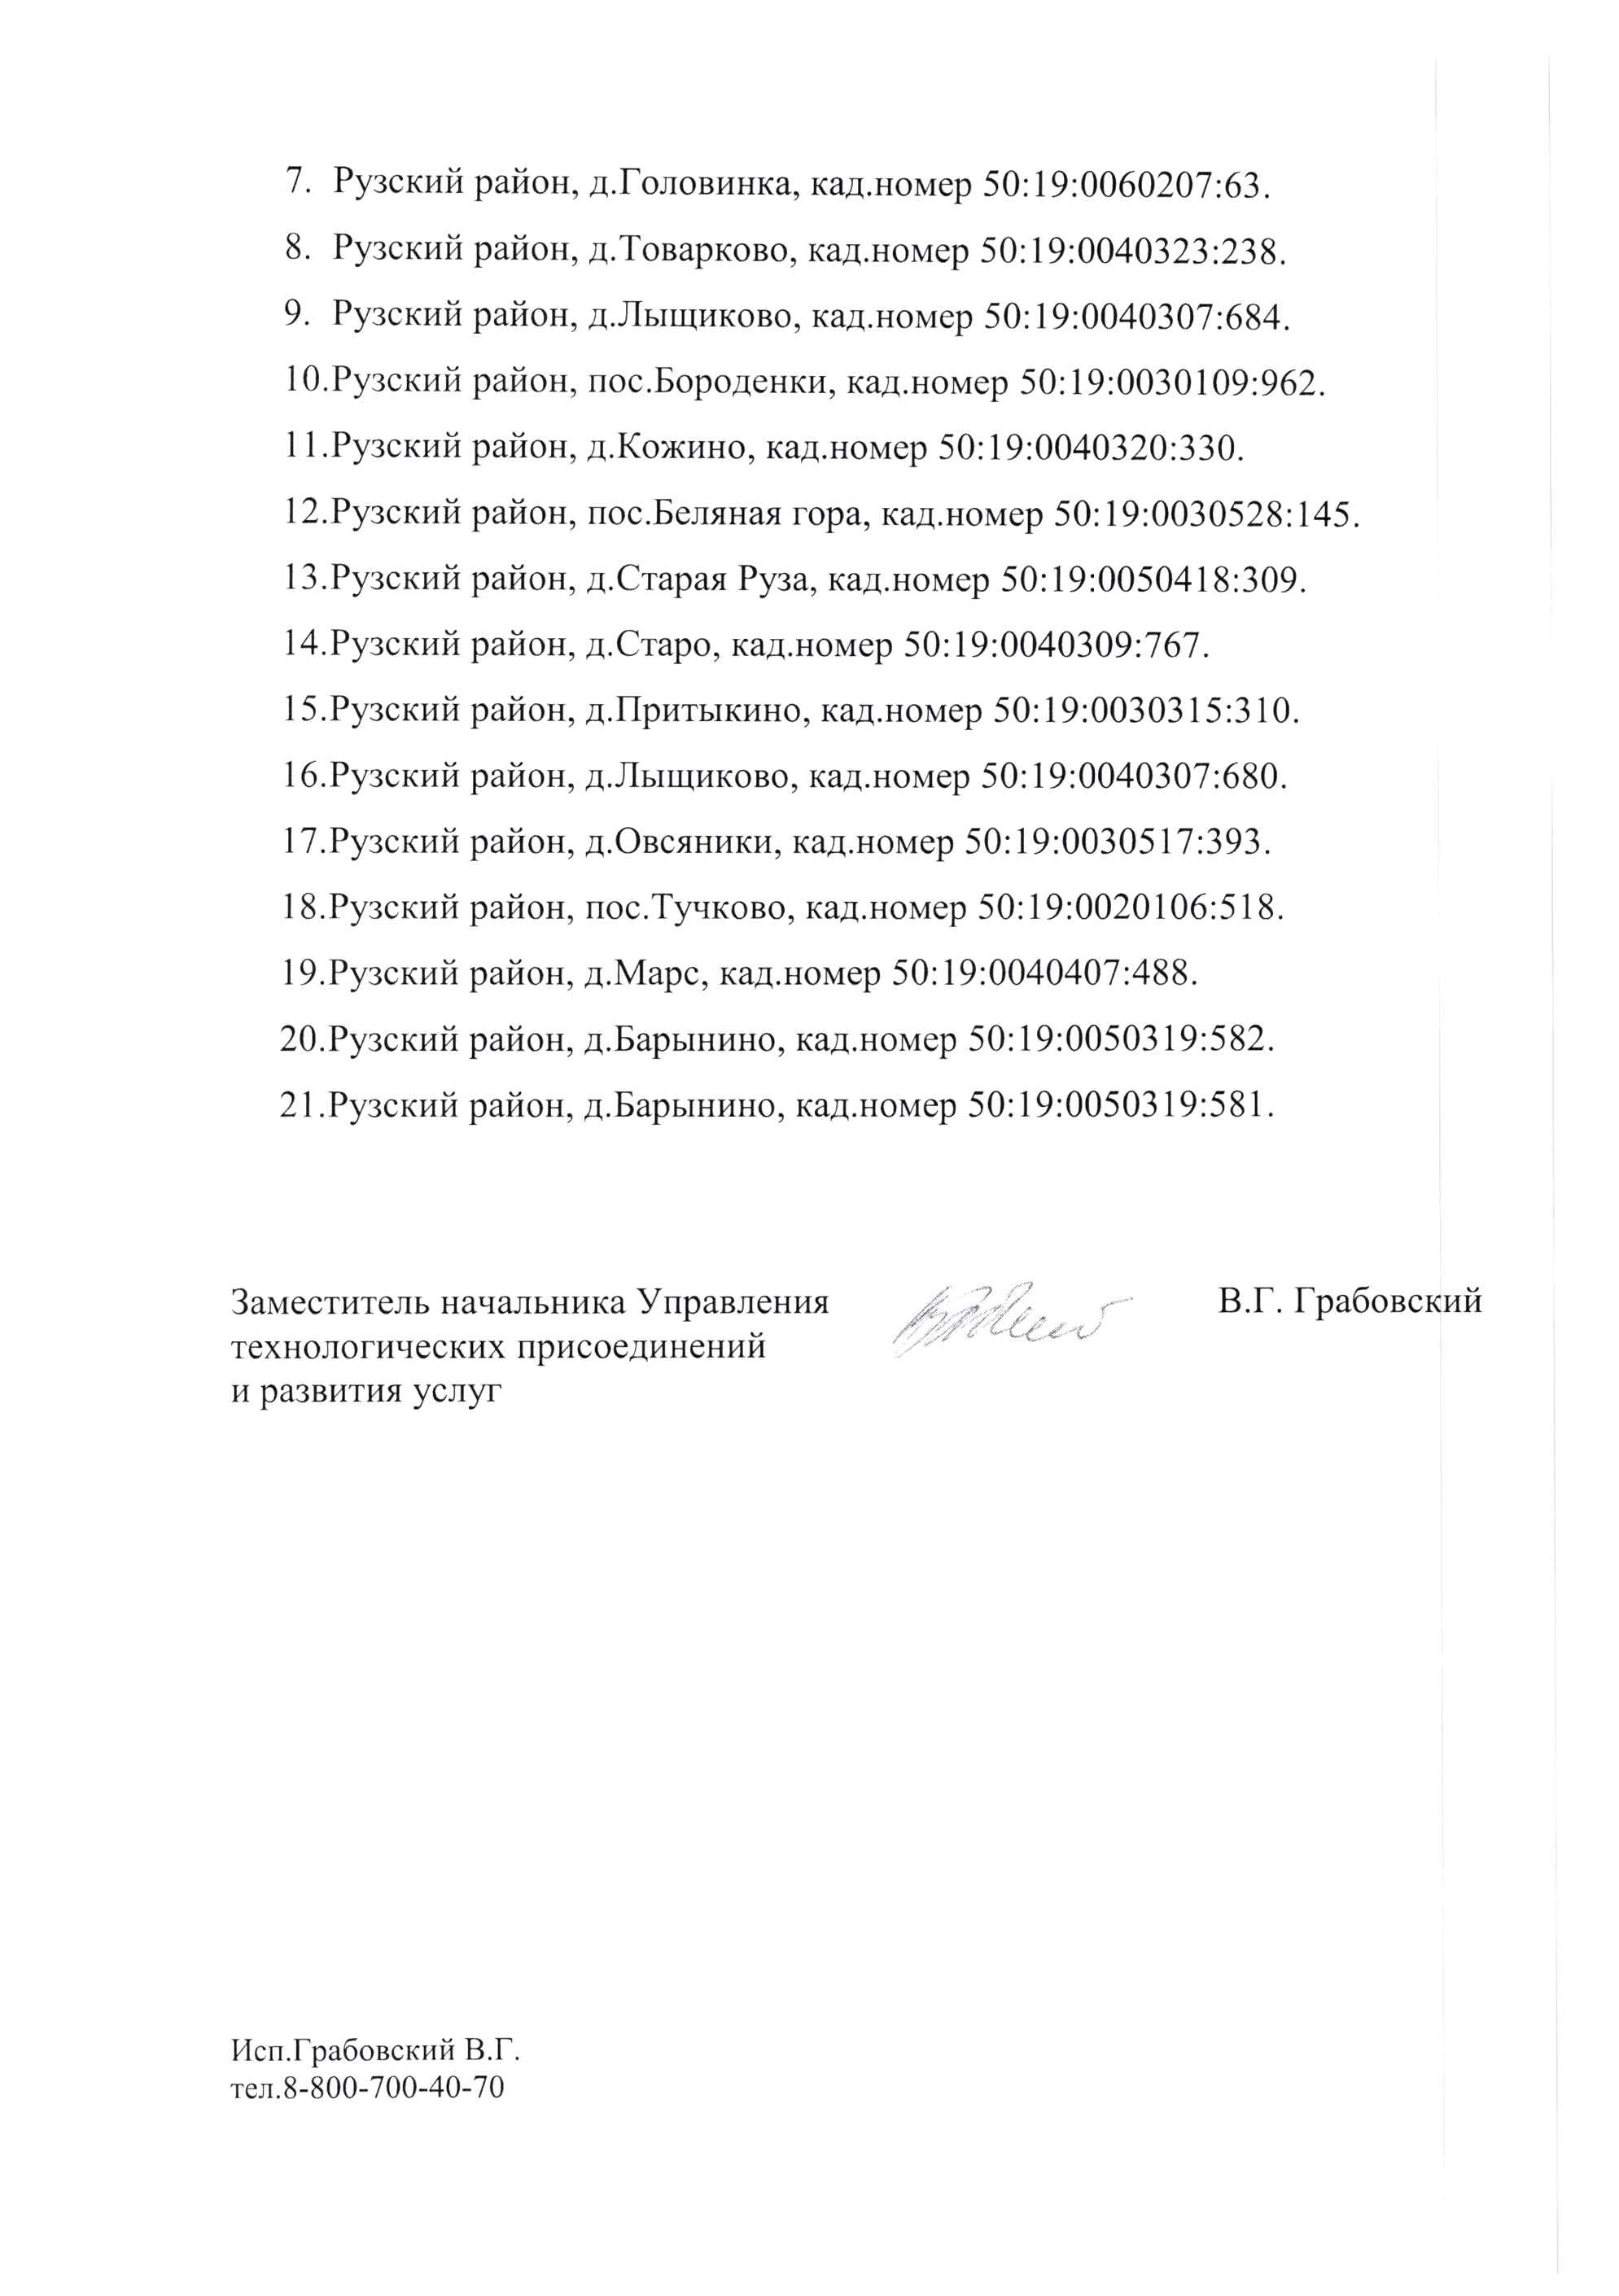 7. Рузский район, д.Головинка, кад.номер 50:19:0060207:63.
8. Рузский район, д.Товарково, кад.номер 50:19:0040323:238.
9. Рузский район, д.Лыщиково, кад.номер 50:19:0040307:684.
10.Рузский район, пос.Бороденки, кад.номер 50:19:0030109:962.
11.Рузский район, д.Кожино, кад.номер 50:19:0040320:330.
12.Рузский район, пос.Беляная гора, кад.номер 50:19:0030528:145.
13.Рузский район, д.Старая Руза, кад.номер 50:19:0050418:309.
14.Рузский район, д.Старо, кад.номер 50:19:0040309:767.
15.Рузский район, д.Притыкино, кад.номер 50:19:0030315:310.
16.Рузский район, д.Лыщиково, кад.номер 50:19:0040307:680.
17.Рузский район, д.Овсяники, кад.номер 50:19:0030517:393.
18.Рузский район, пос.Тучково, кад.номер 50:19:0020106:518.
19.Рузский район, д.Марс, кад.номер 50:19:0040407:488.
20.Рузский район, д.Барынино, кад.номер 50:19:0050319:582.
21.Рузский район, д.Барынино, кад.номер 50:19:0050319:581.
Заместитель начальника Управления В.Г. Грабовский
технологических присоединений
и развития услуг
Исп.Грабовский В.Г.
тел.8-800-700-40-70